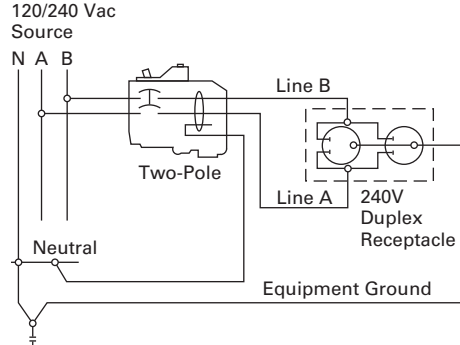 120/240 Vac
Source
N A B
Line B
Two-Pole
Line A
240V
Duplex
Receptacle
Neutral
Equipment Ground